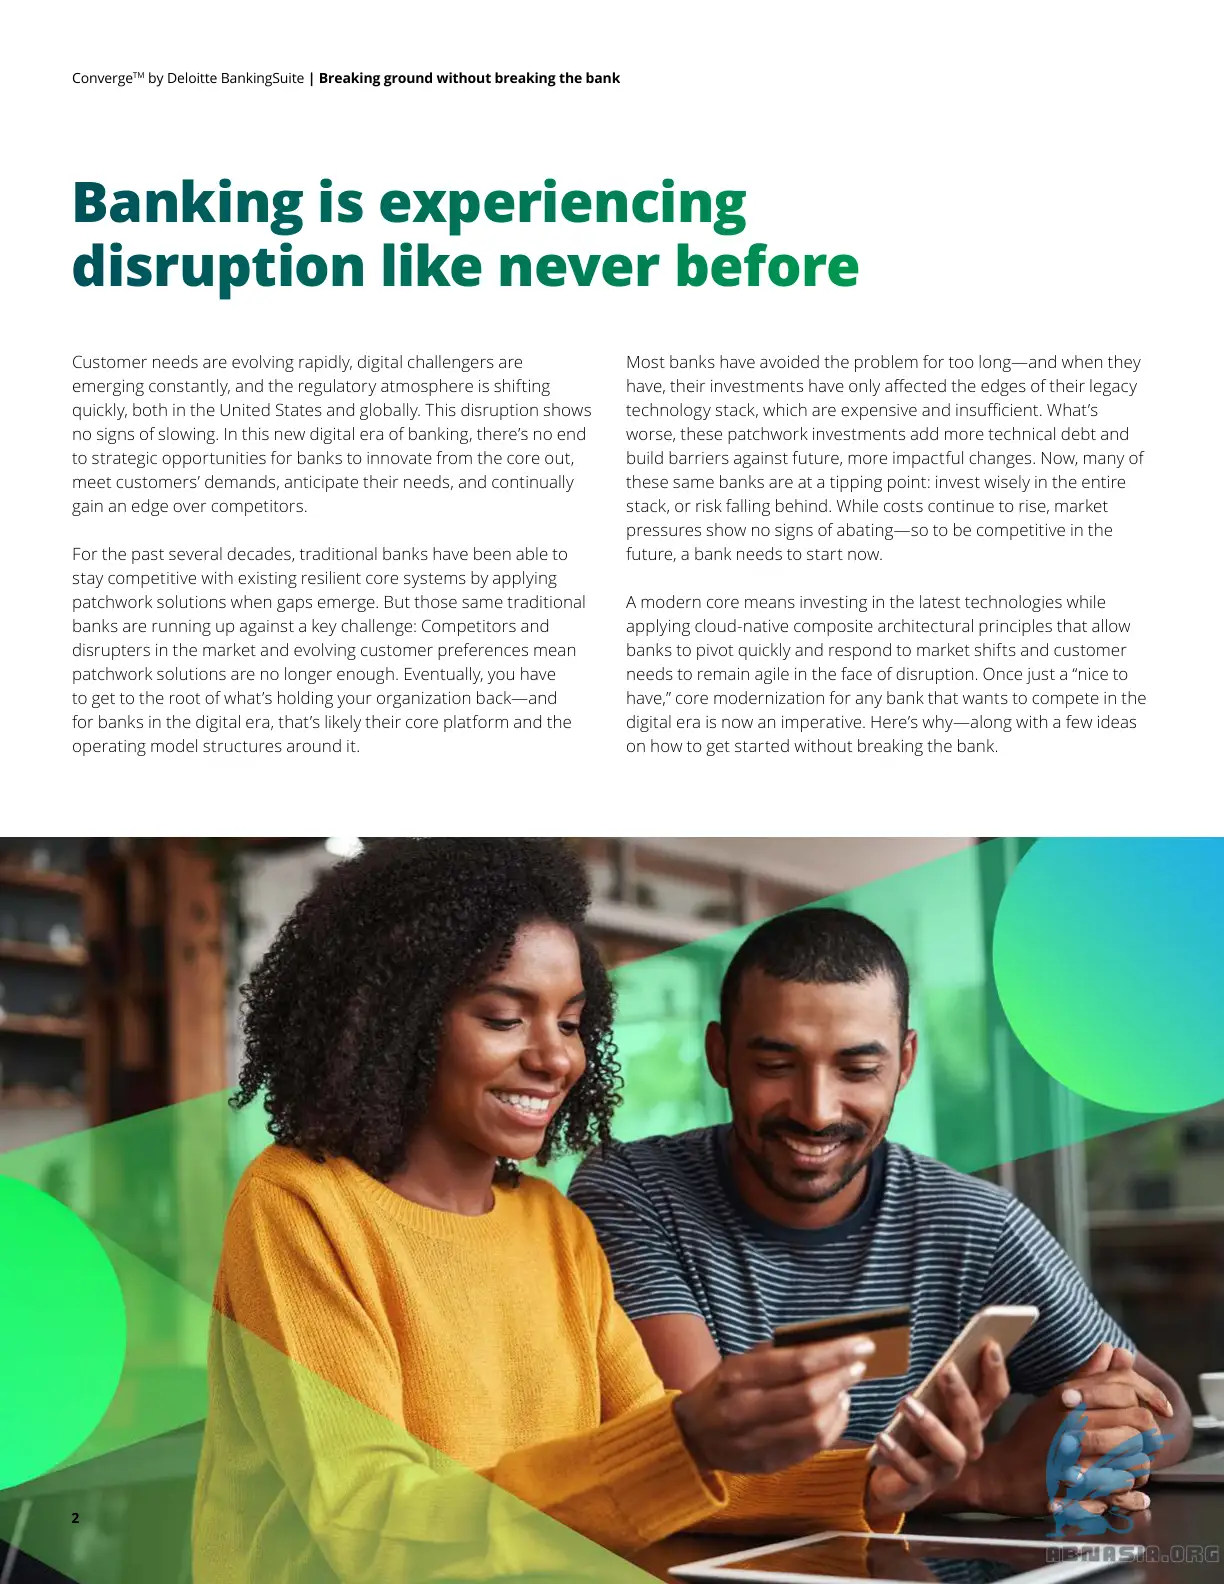 Converge™ by Deloitte BankingSuite | Breaking ground without breaking the bank
Banking is experiencing
disruption like never before
Customer needs are evolving rapidly, digital challengers are
emerging constantly, and the regulatory atmosphere is shifting
quickly, both in the United States and globally. This disruption shows
no signs of slowing. In this new digital era of banking, there’s no end
to strategic opportunities for banks to innovate from the core out,
meet customers’ demands, anticipate their needs, and continually
gain an edge over competitors.
For the past several decades, traditional banks have been able to
stay competitive with existing resilient core systems by applying
patchwork solutions when gaps emerge. But those same traditional
banks are running up against a key challenge: Competitors and
disrupters in the market and evolving customer preferences mean
patchwork solutions are no longer enough. Eventually, you have
to get to the root of what’s holding your organization back—and
for banks in the digital era, that’s likely their core platform and the
operating model structures around it.
Most banks have avoided the problem for too long—and when they
have, their investments have only affected the edges of their legacy
technology stack, which are expensive and insufficient. What’s
worse, these patchwork investments add more technical debt and
build barriers against future, more impactful changes. Now, many of
these same banks are at a tipping point: invest wisely in the entire
stack, or risk falling behind. While costs continue to rise, market
pressures show no signs of abating—so to be competitive in the
future, a bank needs to start now.
A modern core means investing in the latest technologies while
applying cloud-native composite architectural principles that allow
banks to pivot quickly and respond to market shifts and customer
needs to remain agile in the face of disruption. Once just a “nice to
have,” core modernization for any bank that wants to compete in the
digital era is now an imperative. Here’s why—along with a few ideas
on how to get started without breaking the bank.
2
ABNASIA.ORG